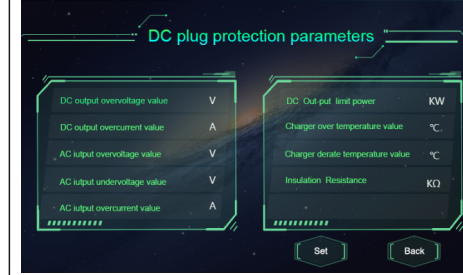 DC plug protection parameters
DC output overvoltage value V
DC output overcurrent value A
AC iutput overvoltage value V
AC iutput undervoltage value V
AC iutput overcurrent value A
DC Out-put limit power KW
Charger over temperature value ℃
Charger derate temperature value ℃
Insulation Resistance KΩ
Set
Back